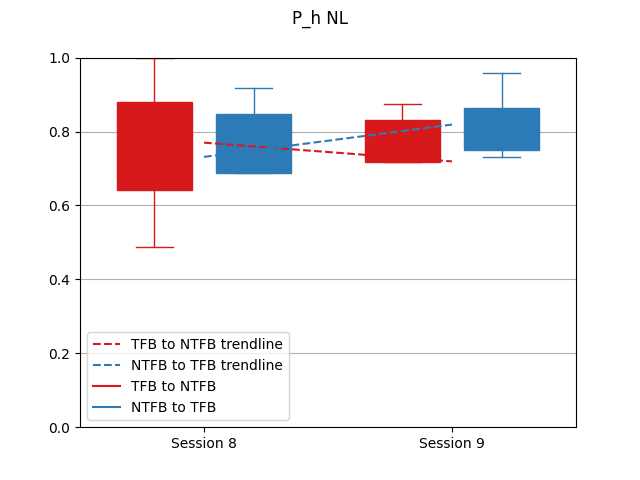 P_h NL
1.0
0.8
0.6
0.4
0.2
0.0
TFB to NTFB trendline
NTFB to TFB trendline
TFB to NTFB
NTFB to TFB
Session 8
Session 9